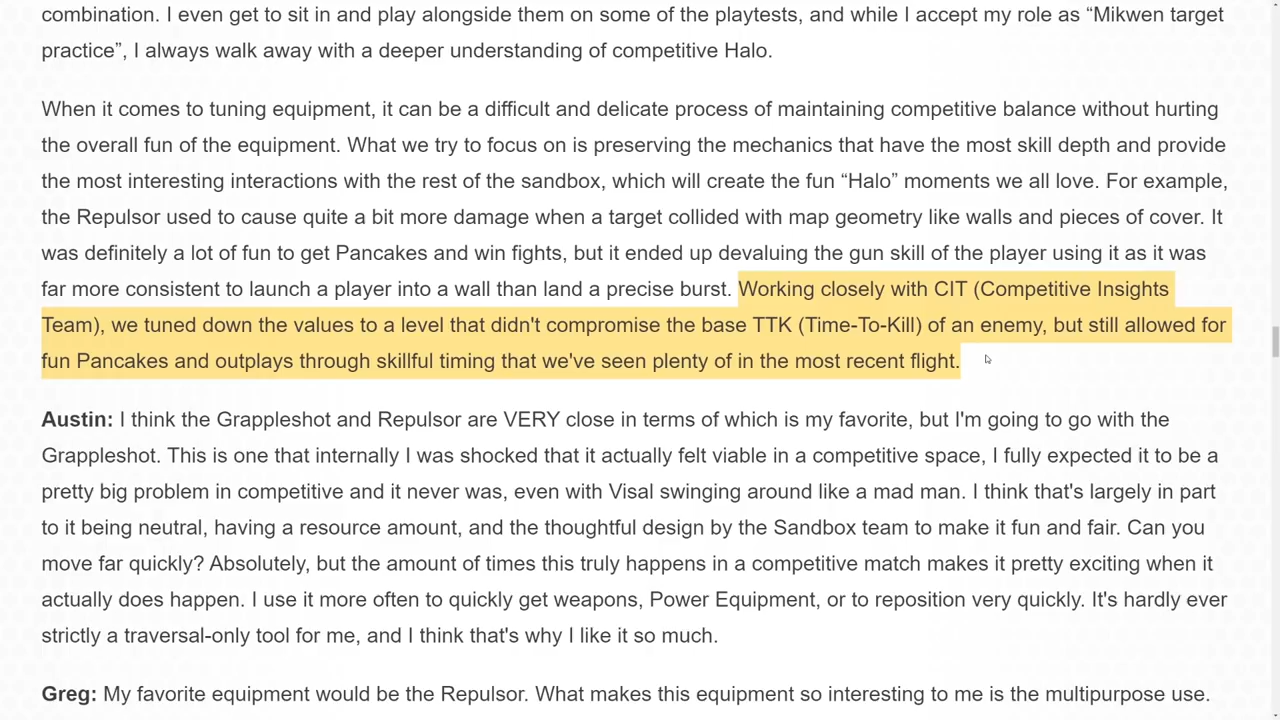 combination. I even get to sit in and play alongside them on some of the playtests, and while I accept my role as “Mikwen target
practice”, I always walk away with a deeper understanding of competitive Halo.
When it comes to tuning equipment, it can be a difficult and delicate process of maintaining competitive balance without hurting
the overall fun of the equipment. What we try to focus on is preserving the mechanics that have the most skill depth and provide
the most interesting interactions with the rest of the sandbox, which will create the fun “Halo” moments we all love. For example,
the Repulsor used to cause quite a bit more damage when a target collided with map geometry like walls and pieces of cover. It
was definitely a lot of fun to get Pancakes and win fights, but it ended up devaluing the gun skill of the player using it as it was
far more consistent to launch a player into a wall than land a precise burst. Working closely with CIT (Competitive Insights
Team), we tuned down the values to a level that didn't compromise the base TTK (Time-To-Kill) of an enemy, but still allowed for
fun Pancakes and outplays through skillful timing that we've seen plenty of in the most recent flight.
Austin: I think the Grappleshot and Repulsor are VERY close in terms of which is my favorite, but I'm going to go with the
Grappleshot. This is one that internally I was shocked that it actually felt viable in a competitive space, I fully expected it to be a
pretty big problem in competitive and it never was, even with Visal swinging around like a mad man. I think that's largely in part
to it being neutral, having a resource amount, and the thoughtful design by the Sandbox team to make it fun and fair. Can you
move far quickly? Absolutely, but the amount of times this truly happens in a competitive match makes it pretty exciting when it
actually does happen. I use it more often to quickly get weapons, Power Equipment, or to reposition very quickly. It's hardly ever
strictly a traversal-only tool for me, and I think that's why I like it so much.
Greg: My favorite equipment would be the Repulsor. What makes this equipment so interesting to me is the multipurpose use.